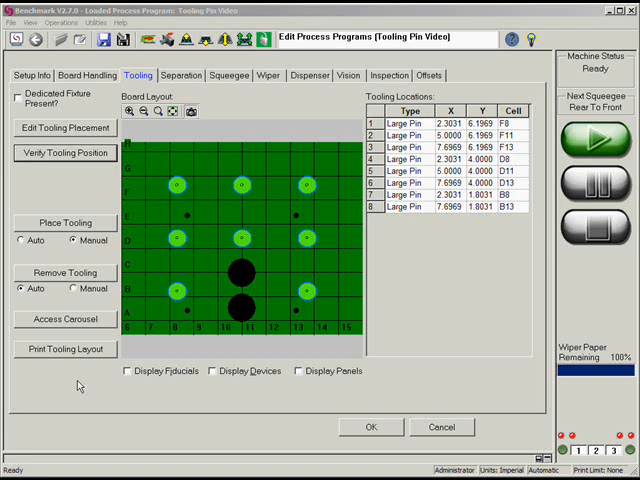 Benchmark V2.7.0 - Loaded Process Program: Tooling Pin Video
File View Operations Utilities Help
Edit Process Programs (Tooling Pin Video)
Machine Status
Ready
Next Squeegee
Rear To Front
Setup Info Board Handling Tooling Separation Squeegee Wiper Dispenser Vision Inspection Offsets
Dedicated Fixture
Present?
Edit Tooling Placement
Verify Tooling Position
Place Tooling
Auto Manual
Remove Tooling
Auto Manual
Access Carousel
Print Tooling Layout
Board Layout:
H
G
F
E
D
C
B
A
6 7 8 9 10 11 12 13 14 15
Display Fiducials Display Devices Display Panels
Tooling Locations:
Type X Y Cell
1 Large Pin 2.3031 6.1969 F8
2 Large Pin 5.0000 6.1969 F11
3 Large Pin 7.6969 6.1969 F13
4 Large Pin 2.3031 4.0000 D8
5 Large Pin 5.0000 4.0000 D11
6 Large Pin 7.6969 4.0000 D13
7 Large Pin 2.3031 1.8031 B8
8 Large Pin 7.6969 1.8031 B13
OK Cancel
Wiper Paper
Remaining 100%
1 2 3
Ready
Administrator Units: Imperial Automatic Print Limit: None